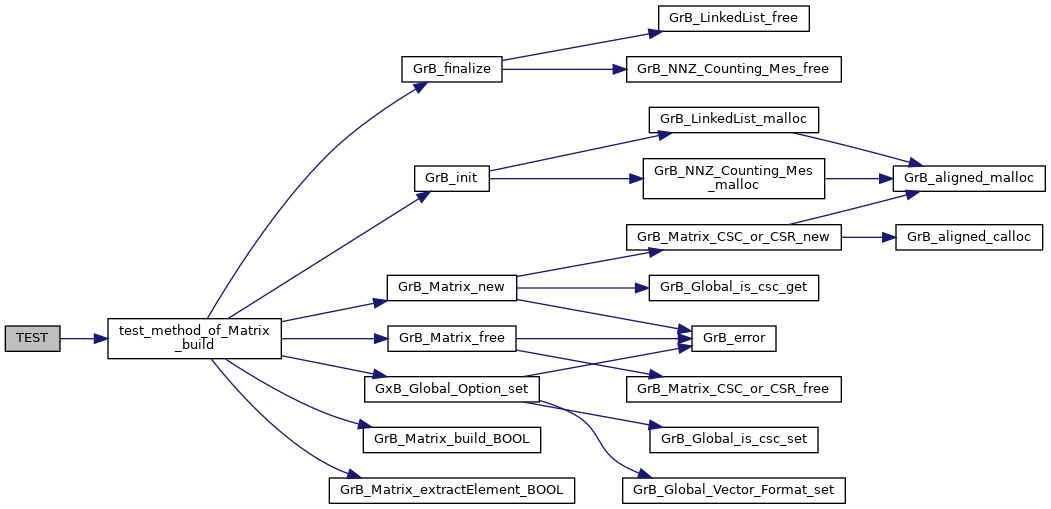 GrB_LinkedList_free
GrB_finalize
GrB_NNZ_Counting_Mes_free
GrB_LinkedList_malloc
GrB_init
GrB_NNZ_Counting_Mes
_malloc
GrB_aligned_malloc
GrB_Matrix_CSC_or_CSR_new
GrB_aligned_calloc
GrB_Matrix_new
GrB_Global_is_csc_get
TEST
test_method_of_Matrix
_build
GrB_Matrix_free
GrB_error
GxB_Global_Option_set
GrB_Matrix_CSC_or_CSR_free
GrB_Matrix_build_BOOL
GrB_Global_is_csc_set
GrB_Matrix_extractElement_BOOL
GrB_Global_Vector_Format_set